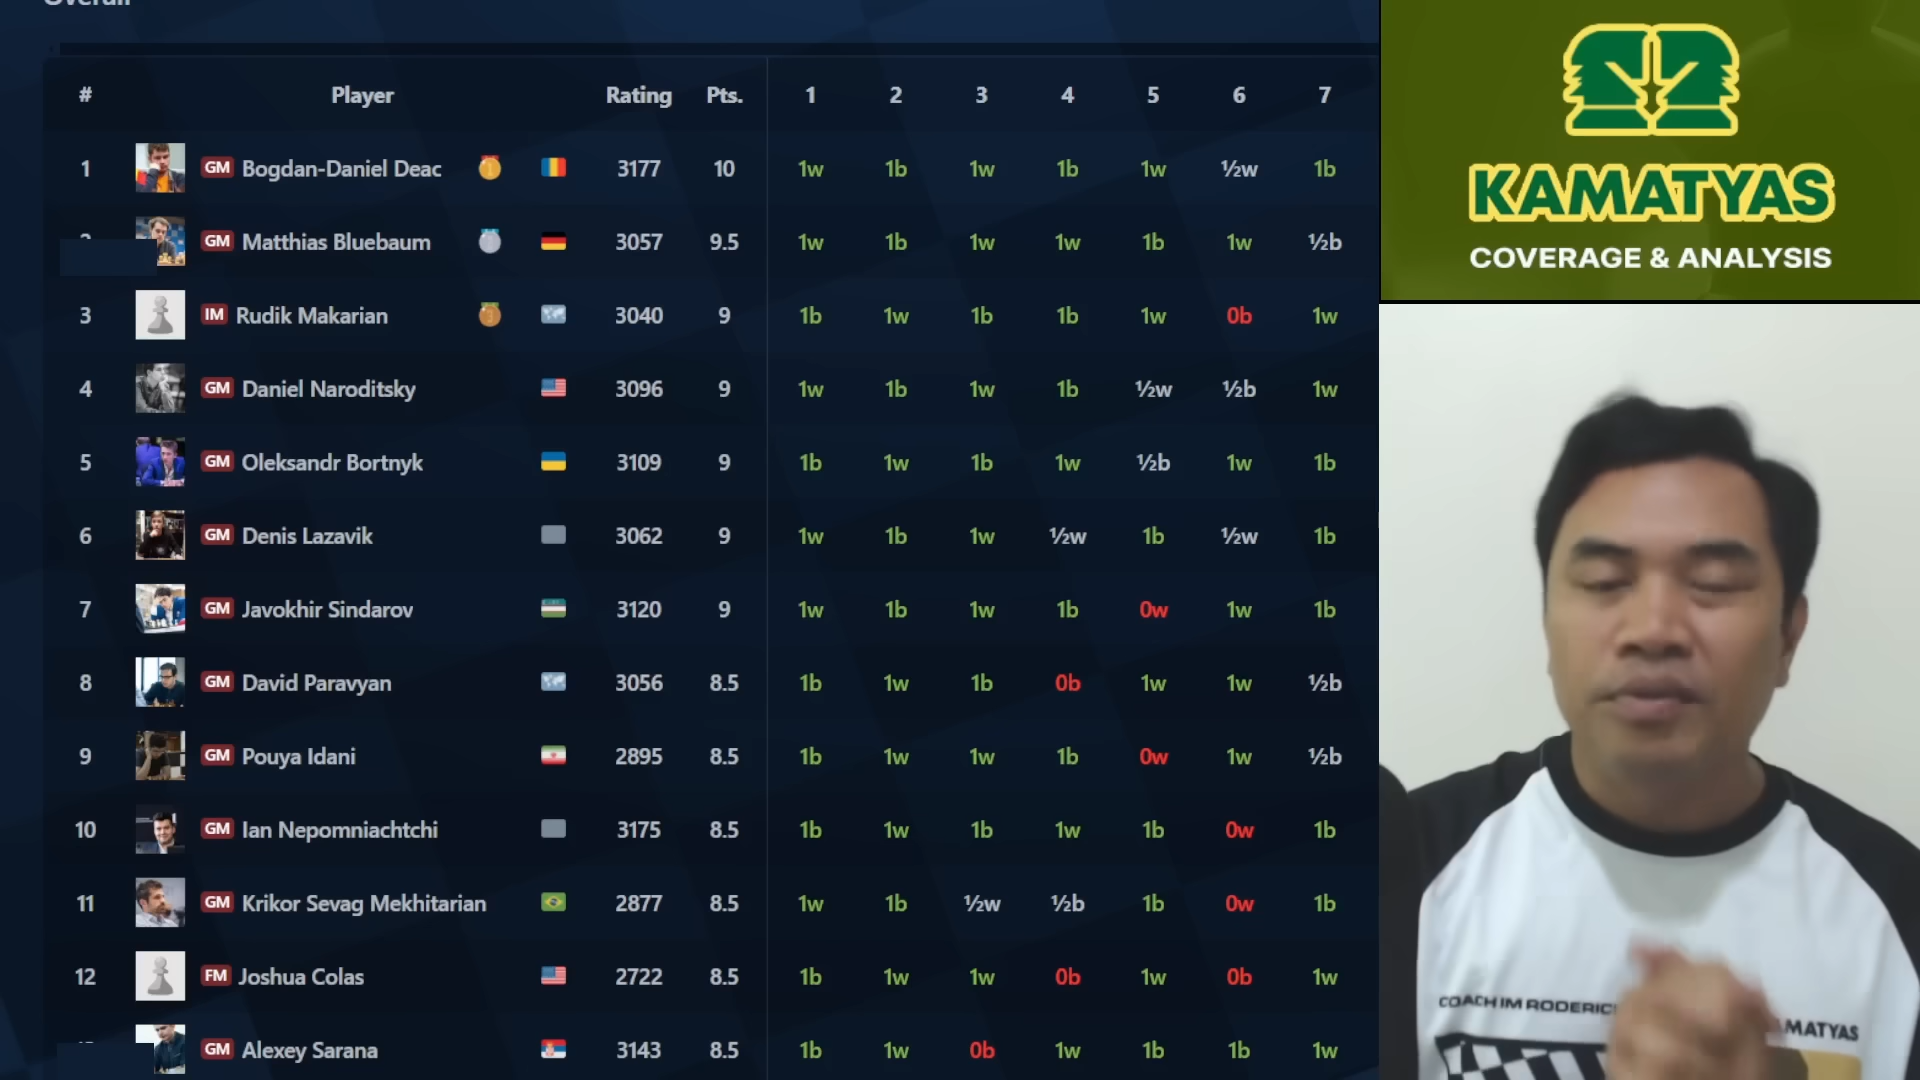 Overall
# Player Rating Pts. 1 2 3 4 5 6 7
1 GM Bogdan-Daniel Deac 3177 10 1w 1b 1w 1b 1w ½w 1b
GM Matthias Bluebaum 3057 9.5 1w 1b 1w 1w 1b 1w ½b
3 IM Rudik Makarian 3040 9 1b 1w 1b 1b 1w 0b 1w
4 GM Daniel Naroditsky 3096 9 1w 1b 1w 1b ½w ½b 1w
5 GM Oleksandr Bortnyk 3109 9 1b 1w 1b 1w ½b 1w 1b
6 GM Denis Lazavik 3062 9 1w 1b 1w ½w 1b ½w 1b
7 GM Javokhir Sindarov 3120 9 1w 1b 1w 1b 0w 1w 1b
8 GM David Paravyan 3056 8.5 1b 1w 1b 0b 1w 1w ½b
9 GM Pouya Idani 2895 8.5 1b 1w 1w 1b 0w 1w ½b
10 GM Ian Nepomniachtchi 3175 8.5 1b 1w 1b 1w 1b 0w 1b
11 GM Krikor Sevag Mekhitarian 2877 8.5 1w 1b ½w ½b 1b 0w 1b
12 FM Joshua Colas 2722 8.5 1b 1w 1w 0b 1w 0b 1w
GM Alexey Sarana 3143 8.5 1b 1w 0b 1w 1b 1b 1w
KAMATYAS
COVERAGE & ANALYSIS
COACH IM RODERIC
MATYAS